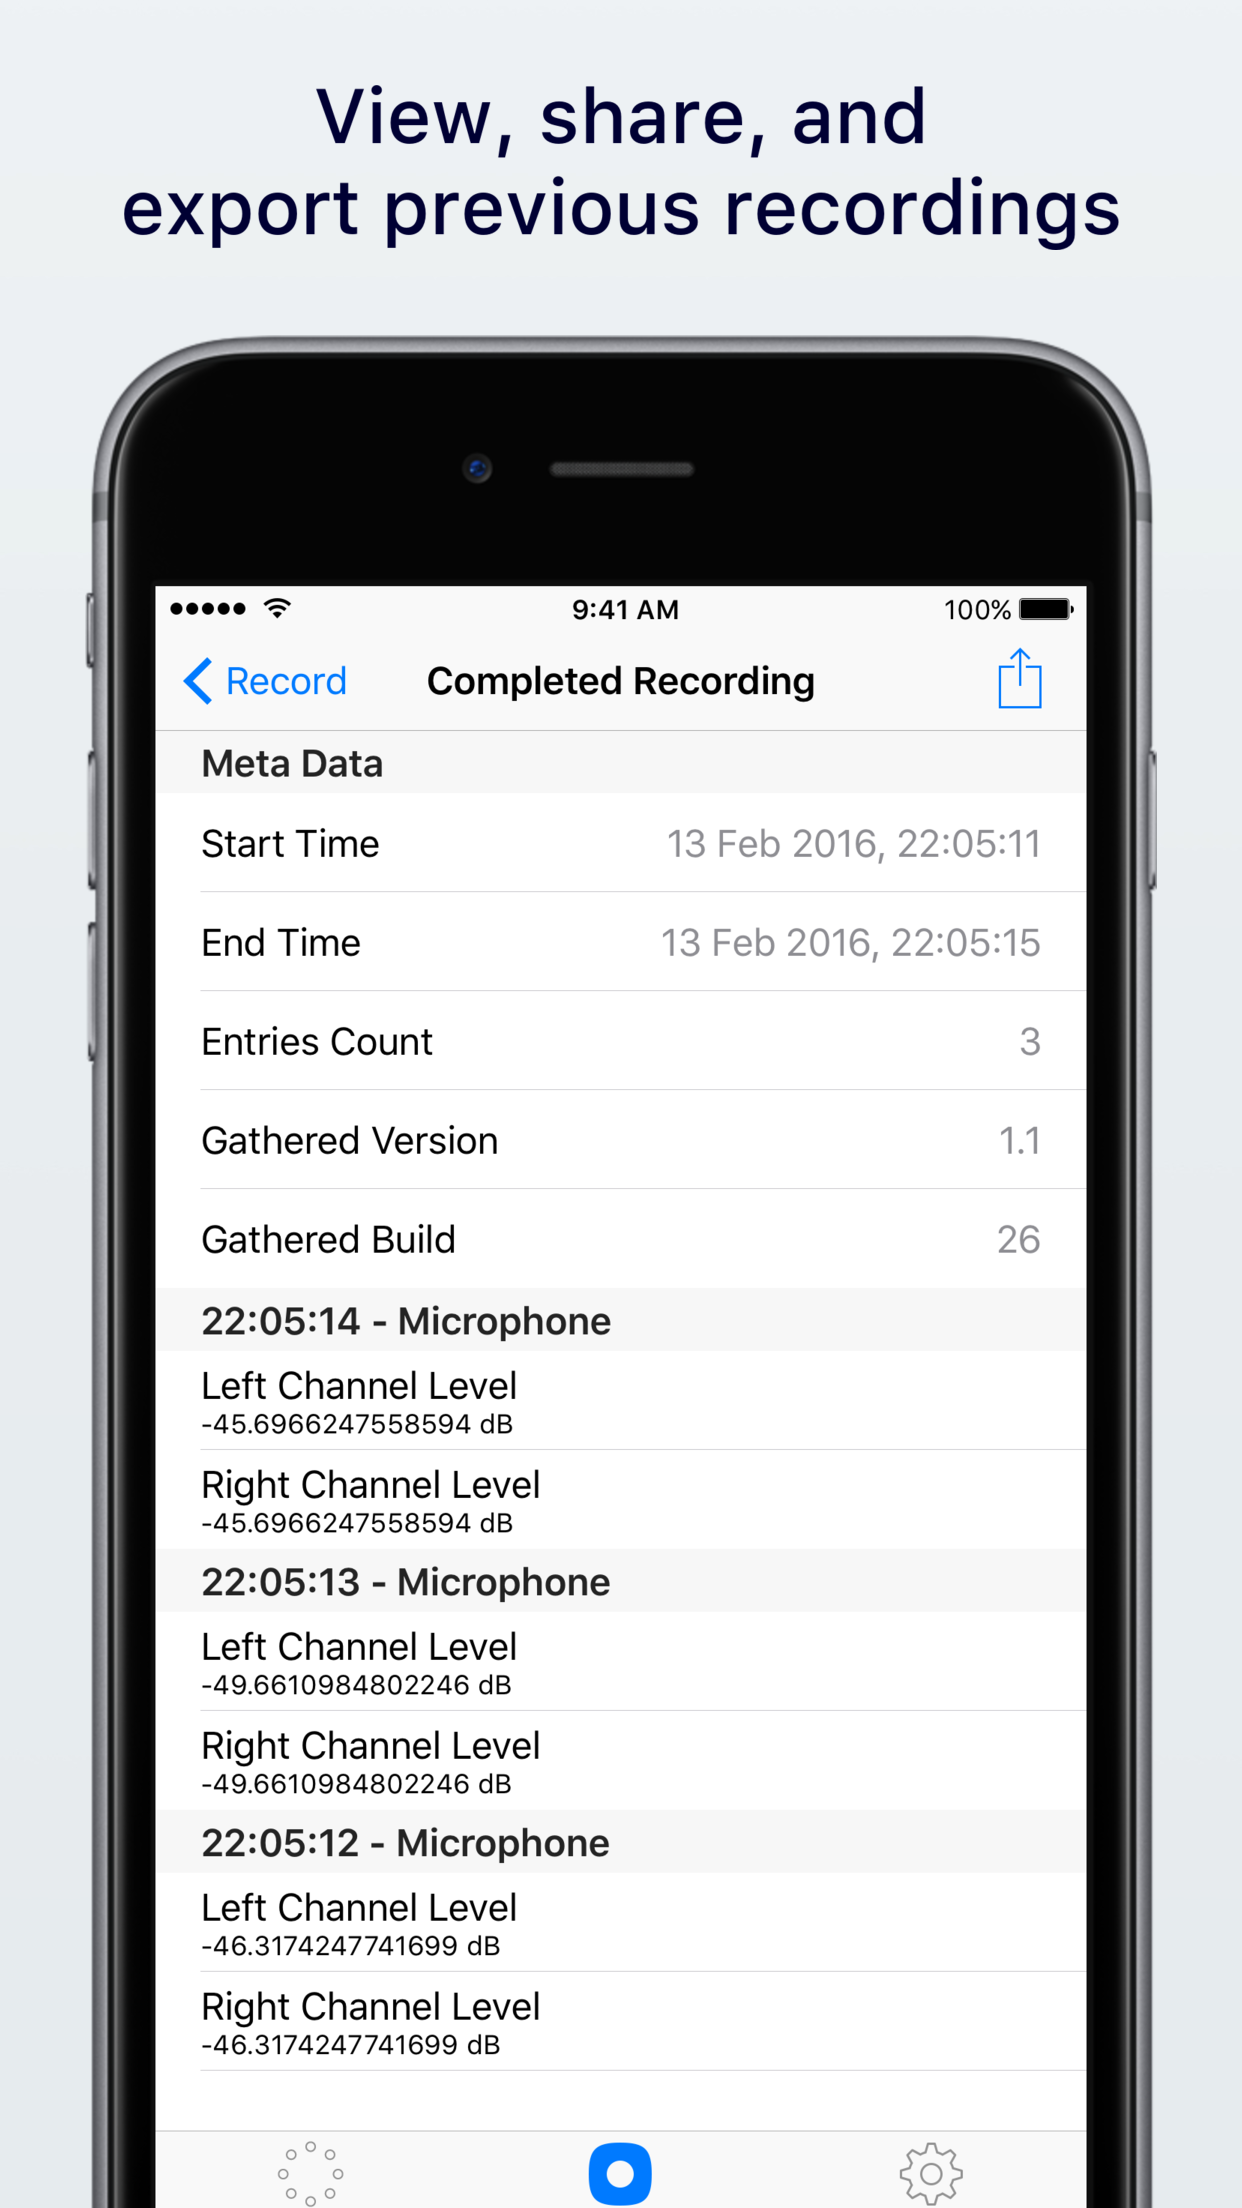 View, share, and
export previous recordings
9:41 AM
100%
Record
Completed Recording
Meta Data
Start Time
13 Feb 2016, 22:05:11
End Time
13 Feb 2016, 22:05:15
Entries Count
3
Gathered Version
1.1
Gathered Build
26
22:05:14 - Microphone
Left Channel Level
-45.6966247558594 dB
Right Channel Level
-45.6966247558594 dB
22:05:13 - Microphone
Left Channel Level
-49.6610984802246 dB
Right Channel Level
-49.6610984802246 dB
22:05:12 - Microphone
Left Channel Level
-46.3174247741699 dB
Right Channel Level
-46.3174247741699 dB